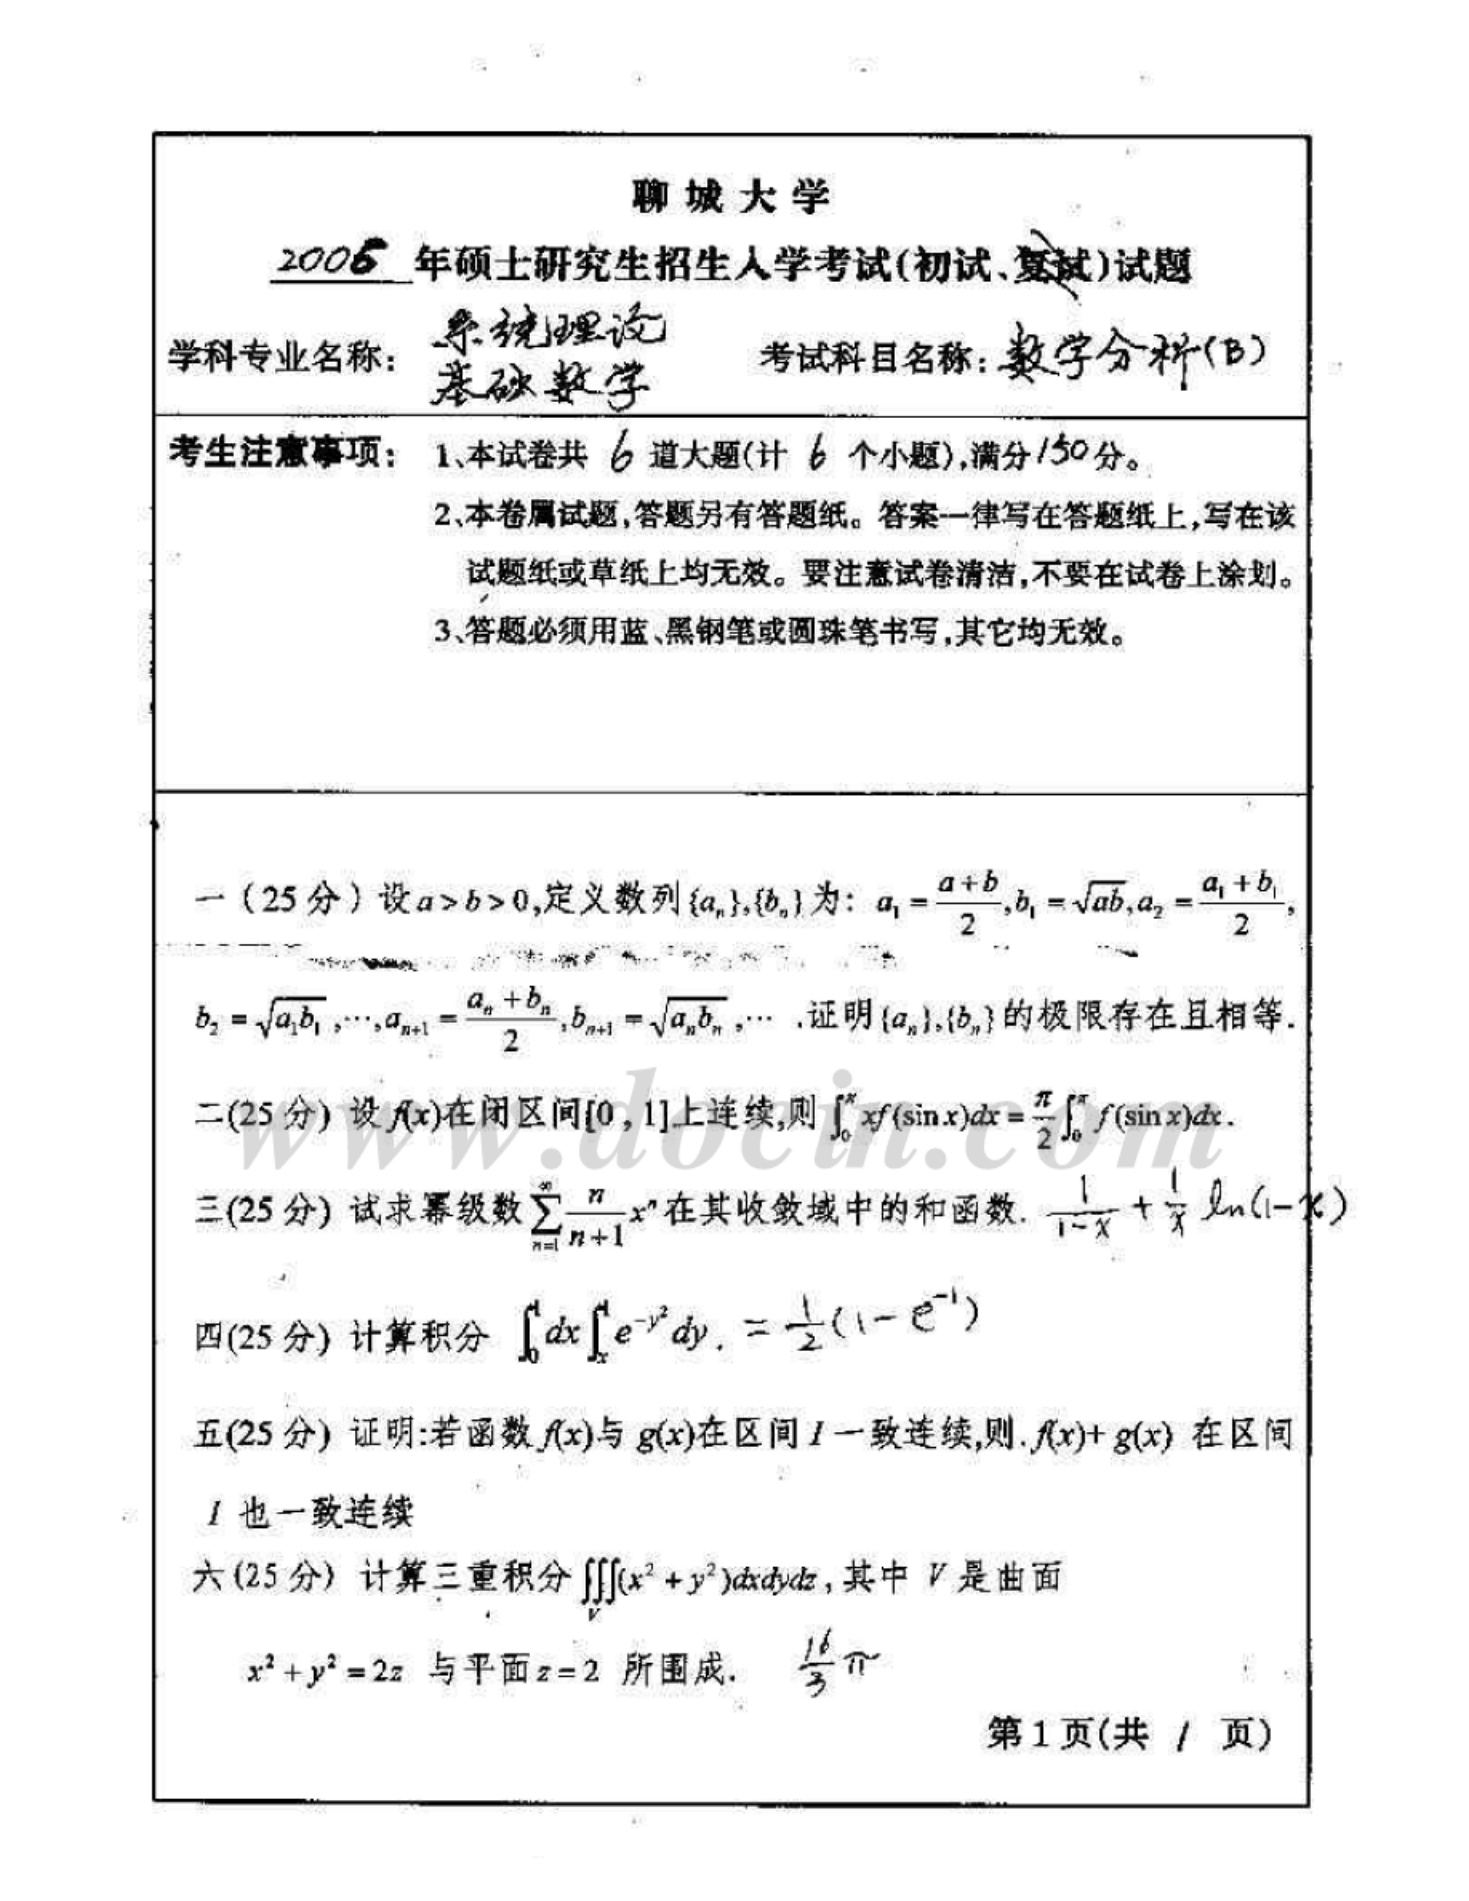 聊城大学
2006 年硕士研究生招生入学考试(初试、复试)试题
系统理论
学科专业名称: 考试科目名称: 数学分析(B)
基础数学
考生注意事项: 1、本试卷共 6 道大题(计 6 个小题),满分150分。
2、本卷属试题,答题另有答题纸。答案一律写在答题纸上,写在该
试题纸或草纸上均无效。要注意试卷清洁,不要在试卷上涂划。
3、答题必须用蓝、黑钢笔或圆珠笔书写,其它均无效。
一(25分)设 a>b>0,定义数列{aₙ},{bₙ}为: a₁ = (a+b)/2, b₁ = √ab, a₂ = (a₁+b₁)/2,
b₂ = √a₁b₁, ⋯, aₙ₊₁ = (aₙ+bₙ)/2, bₙ₊₁ = √aₙbₙ, ⋯ .证明{aₙ},{bₙ}的极限存在且相等.
二(25分) 设 f(x)在闭区间[0,1]上连续,则 ∫₀^π xf(sin x)dx = π/2 ∫₀^π f(sin x)dx.
三(25分) 试求幂级数 ∑_{n=1}^∞ n/(n+1) xⁿ 在其收敛域中的和函数. 1/(1-x) + 1/x ln(1-x)
四(25分) 计算积分 ∫₀¹ dx ∫ₓ¹ e^{-y²} dy. = 1/2 (1-e⁻¹)
五(25分) 证明:若函数 f(x)与 g(x)在区间 I 一致连续,则.f(x)+ g(x) 在区间
I 也一致连续
六(25分) 计算三重积分 ∭_V (x²+y²)dxdydz, 其中 V 是曲面
x²+y²=2z 与平面 z=2 所围成. 16/3 π
第1页(共 1 页)
www.docin.com